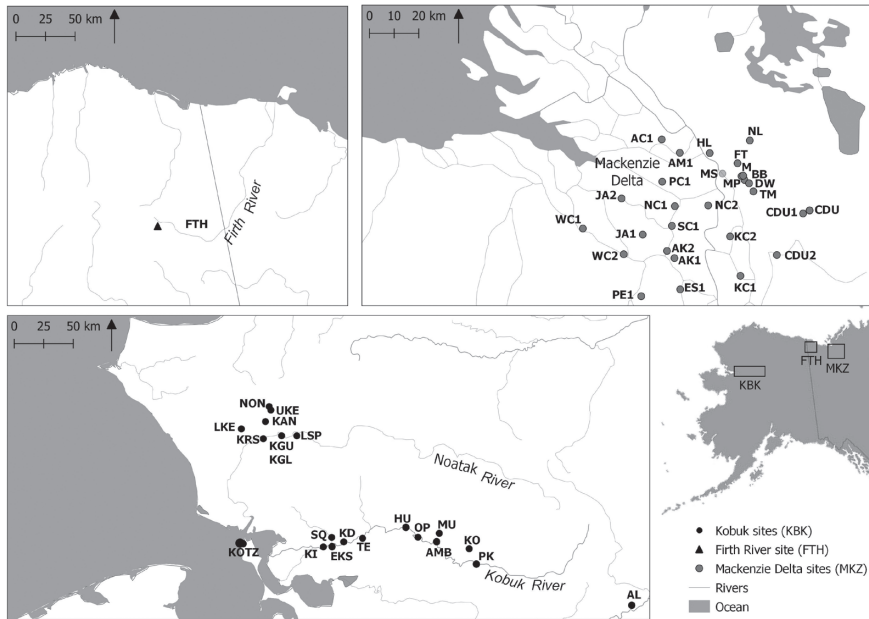 0 25 50 km
FTH
Firth River
0 10 20 km
AC1
AM1
HL
NL
FT
M
BB
MS
MP
DW
TM
Mackenzie
Delta
PC1
JA2
NC1
NC2
CDU1
CDU
WC1
SC1
JA1
KC2
AK2
AK1
WC2
CDU2
PE1
ES1
KC1
0 25 50 km
NON
UKE
KAN
LKE
KRS
KGU
LSP
KGL
Noatak River
KOTZ
SQ
KD
KI
EKS
TE
HU
OP
MU
AMB
KO
PK
Kobuk River
AL
KBK
FTH
MKZ
Kobuk sites (KBK)
Firth River site (FTH)
Mackenzie Delta sites (MKZ)
Rivers
Ocean